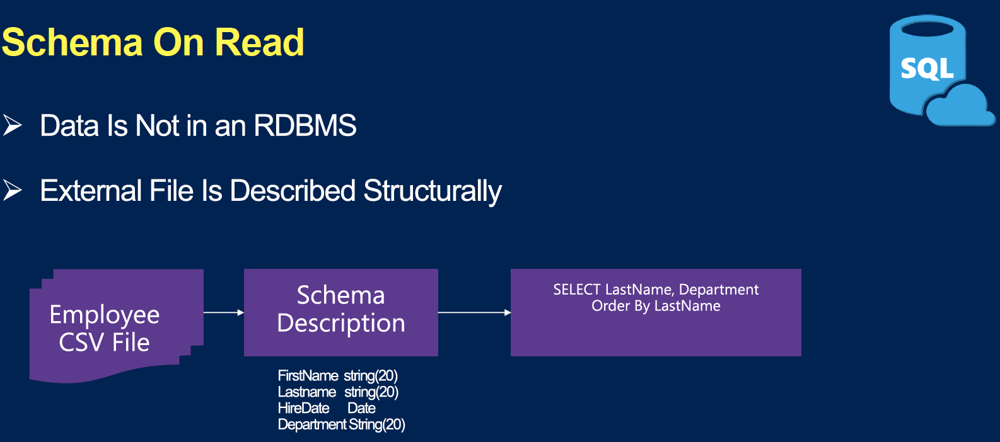 Schema On Read
SQL
Data Is Not in an RDBMS
External File Is Described Structurally
Employee
CSV File
Schema
Description
SELECT LastName, Department
Order By LastName
FirstName string(20)
Lastname string(20)
HireDate Date
Department String(20)